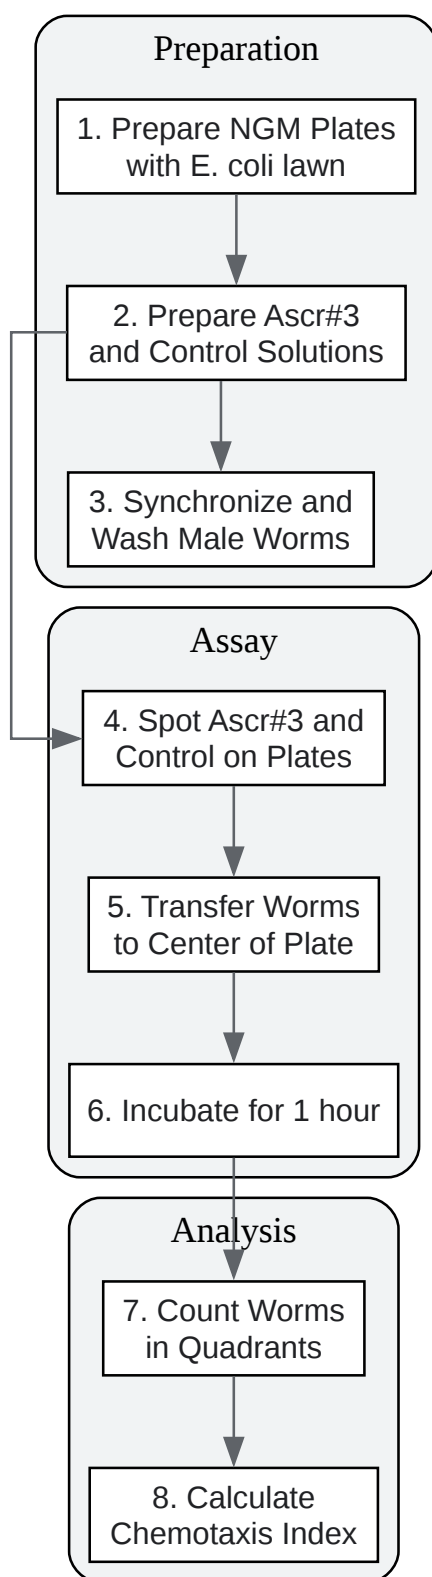 Preparation
1. Prepare NGM Plates
with E. coli lawn
2. Prepare Ascr#3
and Control Solutions
3. Synchronize and
Wash Male Worms
Assay
4. Spot Ascr#3 and
Control on Plates
5. Transfer Worms
to Center of Plate
6. Incubate for 1 hour
Analysis
7. Count Worms
in Quadrants
8. Calculate
Chemotaxis Index